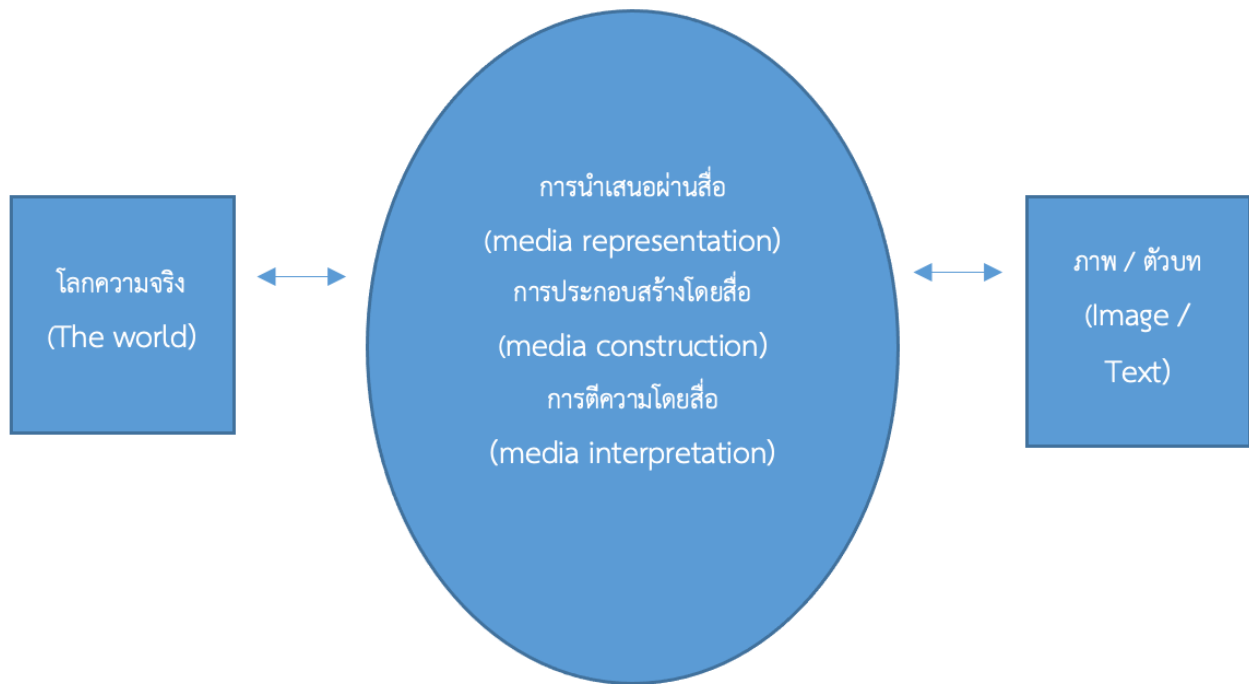 โลกความจริง
(The world)
การนำเสนอผ่านสื่อ
(media representation)
การประกอบสร้างโดยสื่อ
(media construction)
การตีความโดยสื่อ
(media interpretation)
ภาพ / ตัวบท
(Image /
Text)